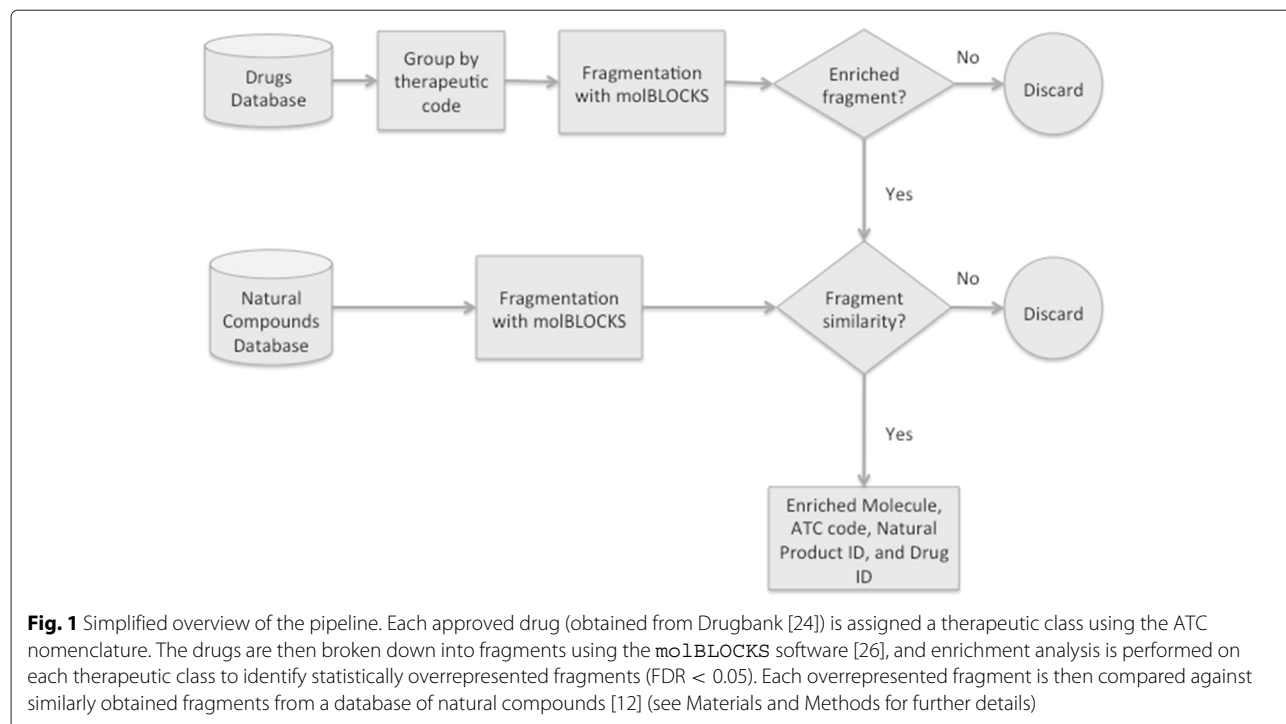 Drugs
Database
Group by
therapeutic
code
Fragmentation
with molBLOCKS
Enriched
fragment?
No
Discard
Yes
Natural
Compounds
Database
Fragmentation
with molBLOCKS
Fragment
similarity?
No
Discard
Yes
Enriched Molecule,
ATC code, Natural
Product ID, and Drug
ID
Fig. 1 Simplified overview of the pipeline. Each approved drug (obtained from Drugbank [24]) is assigned a therapeutic class using the ATC
nomenclature. The drugs are then broken down into fragments using the molBLOCKS software [26], and enrichment analysis is performed on
each therapeutic class to identify statistically overrepresented fragments (FDR < 0.05). Each overrepresented fragment is then compared against
similarly obtained fragments from a database of natural compounds [12] (see Materials and Methods for further details)